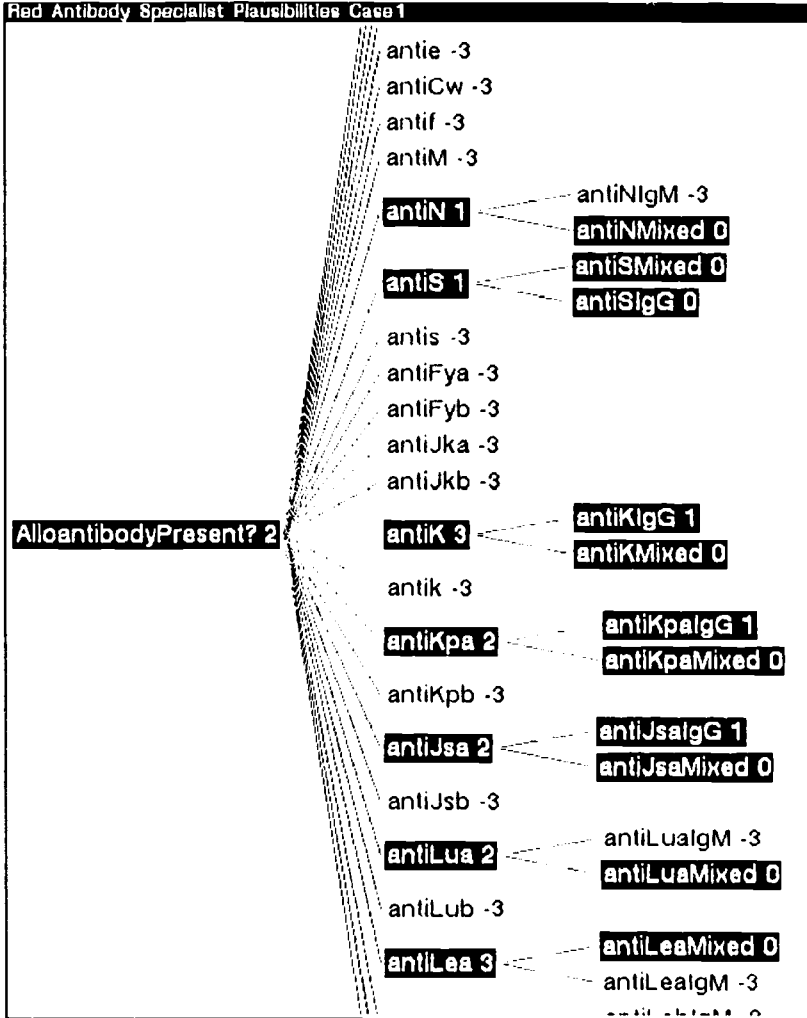 Red Antibody Specialist Plausibilities Case 1
antie -3
antiCw -3
antif -3
antiM -3
antiN 1
antiNIgM -3
antiNMixed 0
antiS 1
antiSMixed 0
antiSIgG 0
antis -3
antiFya -3
antiFyb -3
antiJka -3
antiJkb -3
AlloantibodyPresent? 2
antiK 3
antiKIgG 1
antiKMixed 0
antik -3
antiKpa 2
antiKpaIgG 1
antiKpaMixed 0
antiKpb -3
antiJsa 2
antiJsaIgG 1
antiJsaMixed 0
antiJsb -3
antiLua 2
antiLuaIgM -3
antiLuaMixed 0
antiLub -3
antiLea 3
antiLeaMixed 0
antiLeaIgM -3